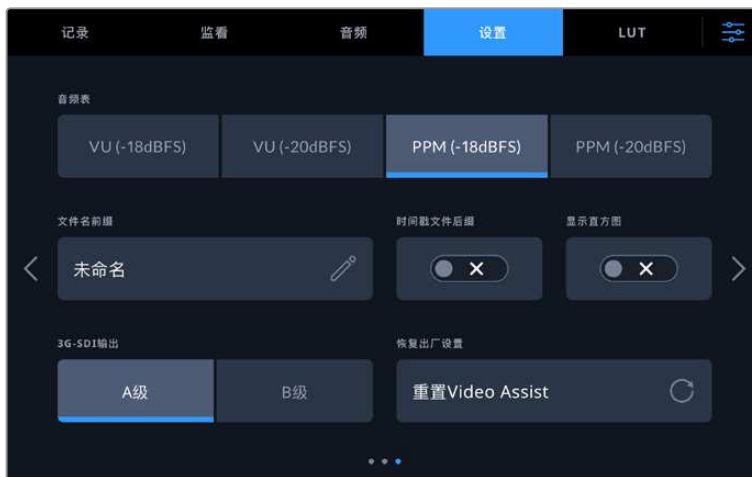 记录 监看 音频 设置 LUT
音频表
VU (-18dBFS) VU (-20dBFS) PPM (-18dBFS) PPM (-20dBFS)
文件名前缀 时间戳文件后缀 显示直方图
未命名
3G-SDI输出 恢复出厂设置
A级 B级 重置Video Assist